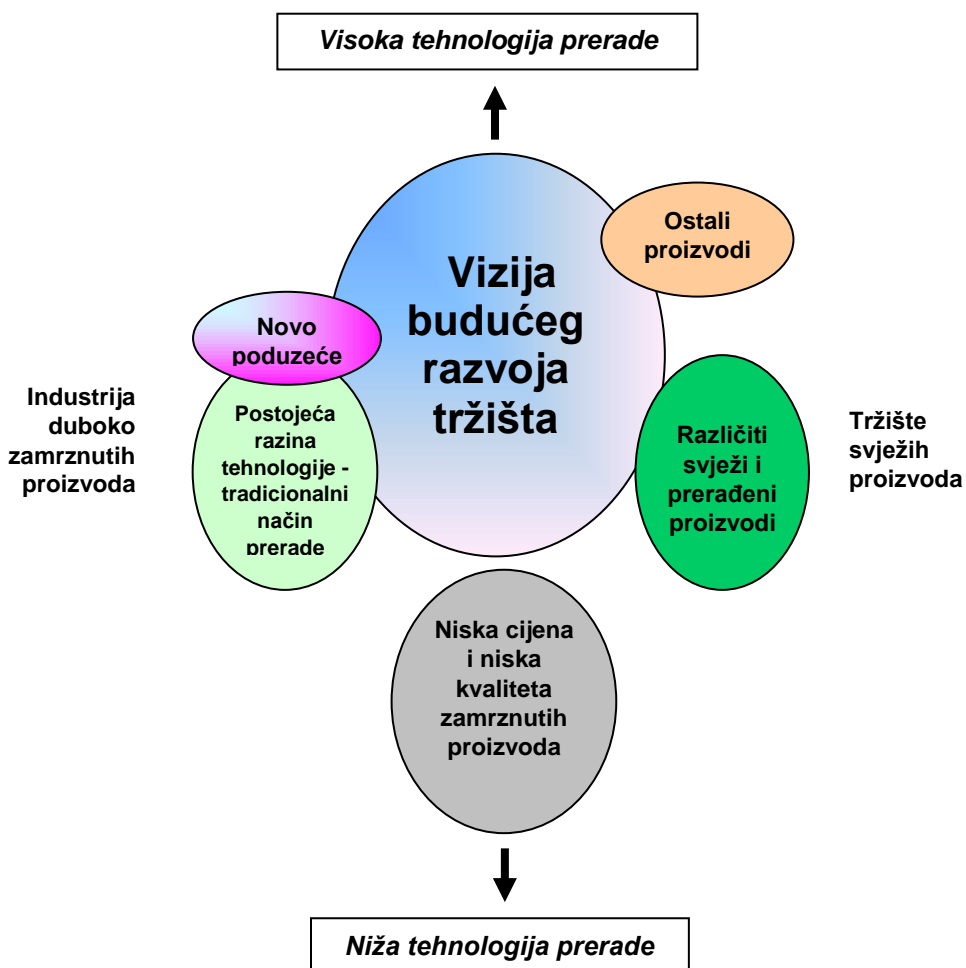 Visoka tehnologija prerade
Ostali
proizvodi
Vizija
budućeg
razvoja
tržišta
Novo
poduzeće
Industrija
duboko
zamrznutih
proizvoda
Postojeća
razina
tehnologije -
tradicionalni
način
prerade
Različiti
svježi i
prerađeni
proizvodi
Tržište
svježih
proizvoda
Niska cijena
i niska
kvaliteta
zamrznutih
proizvoda
Niža tehnologija prerade